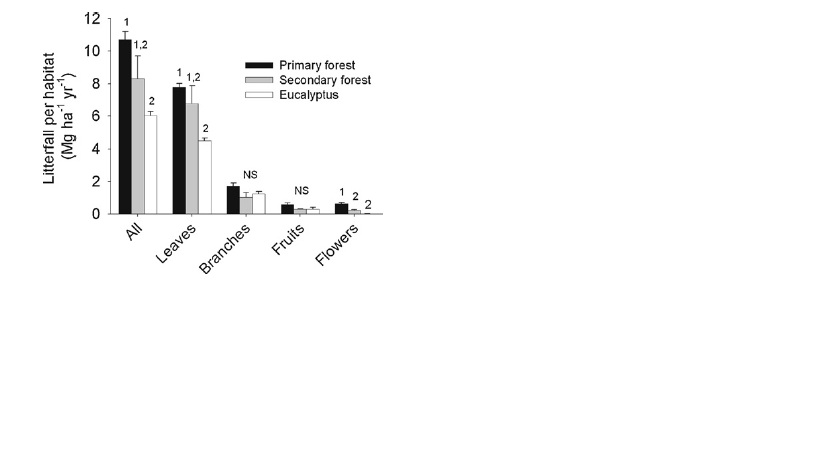 12
10
8
6
4
2
0
Litterfall per habitat
(Mg ha-1 yr-1)
1
1,2
2
1
1,2
2
NS
NS
1
2
2
Primary forest
Secondary forest
Eucalyptus
All
Leaves
Branches
Fruits
Flowers